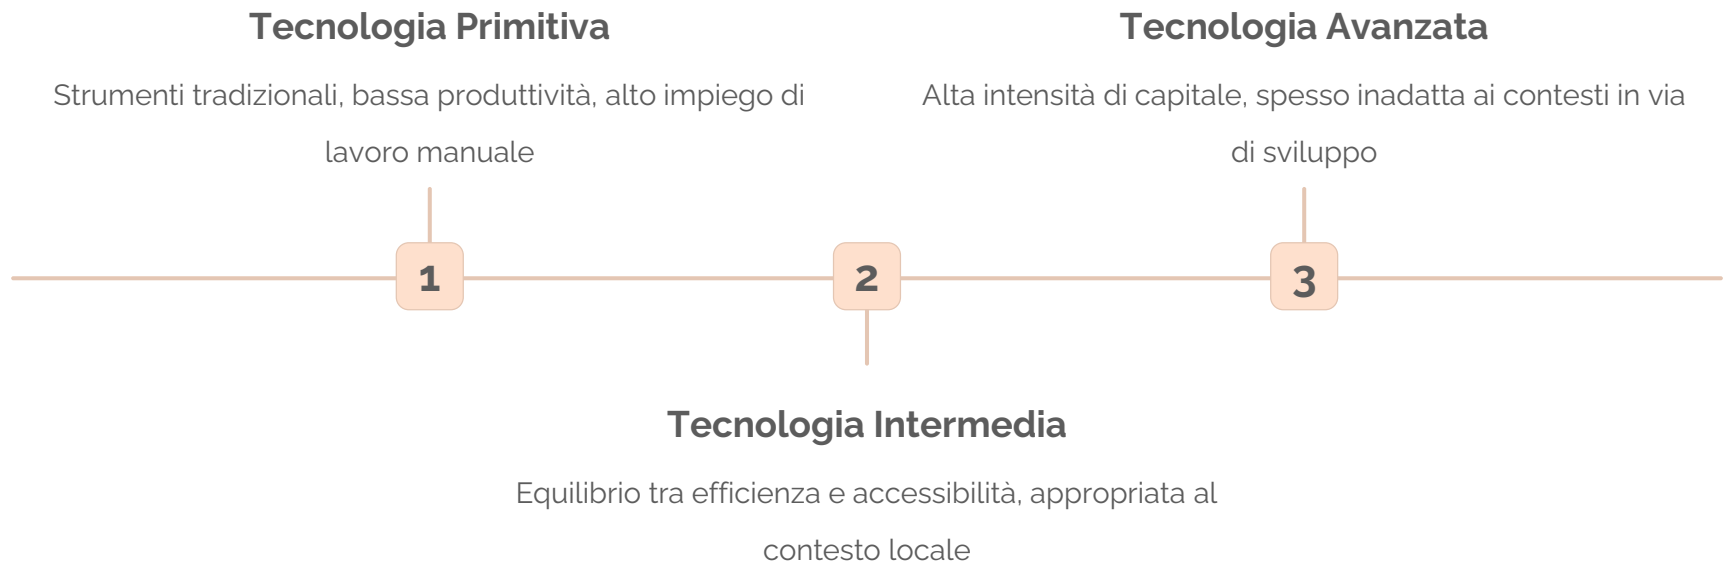 Tecnologia Primitiva
Strumenti tradizionali, bassa produttività, alto impiego di
lavoro manuale
Tecnologia Avanzata
Alta intensità di capitale, spesso inadatta ai contesti in via
di sviluppo
1
2
3
Tecnologia Intermedia
Equilibrio tra efficienza e accessibilità, appropriata al
contesto locale